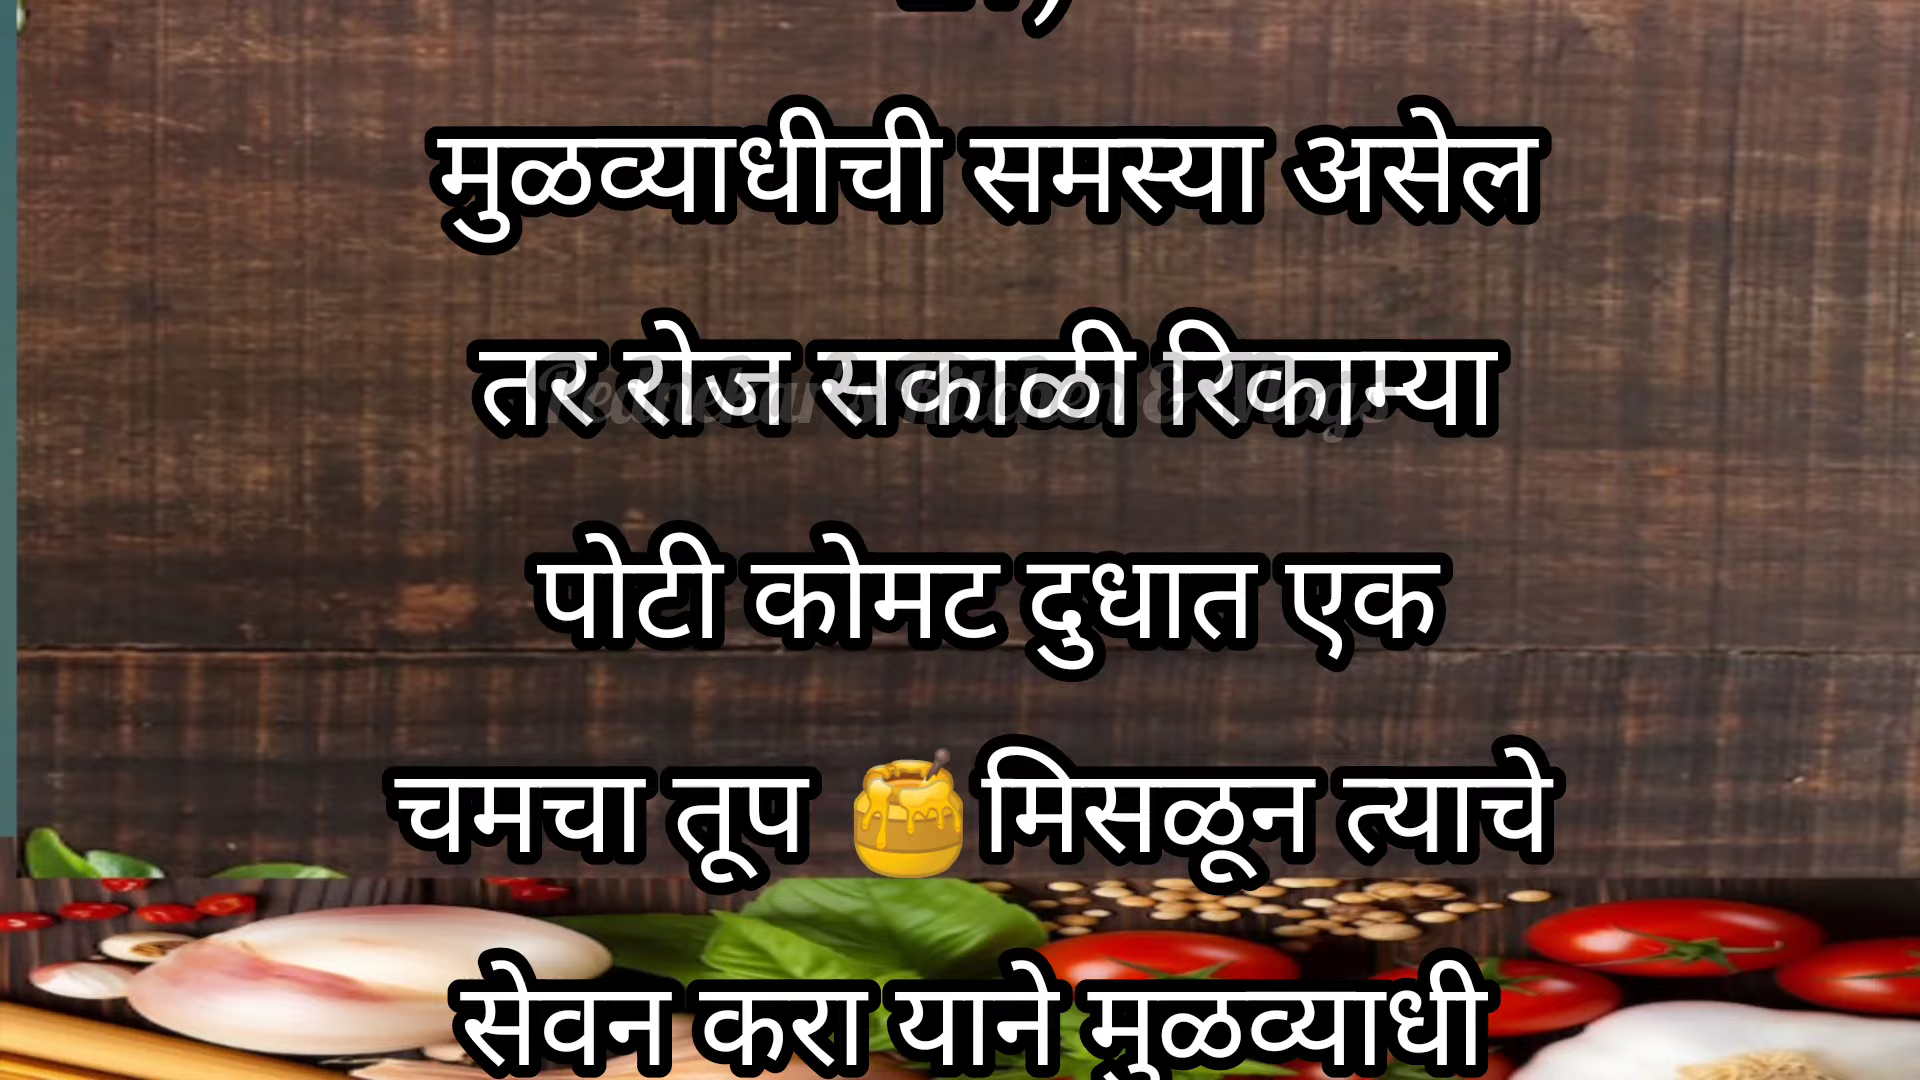 मुळव्याधीची समस्या असेल
तर रोज सकाळी रिकाम्या
पोटी कोमट दुधात एक
चमचा तूप 🍯 मिसळून त्याचे
सेवन करा याने मुळव्याधी